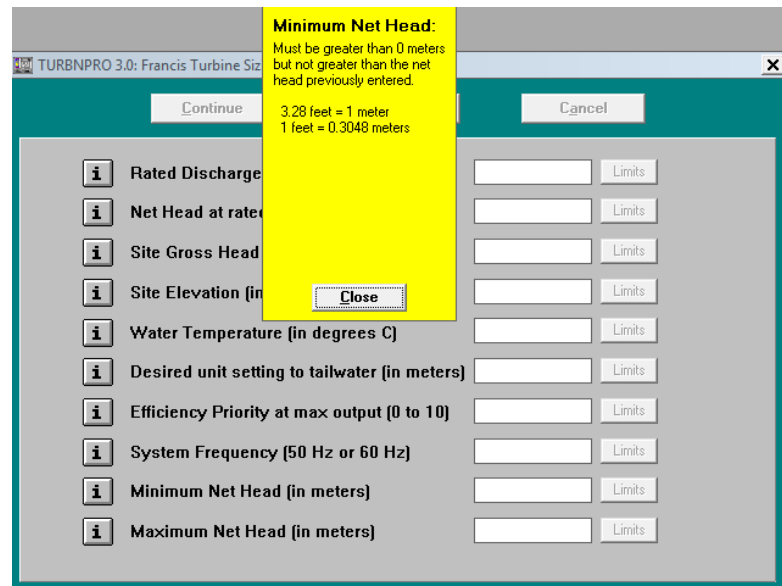 Minimum Net Head:
Must be greater than 0 meters
but not greater than the net
head previously entered.
3.28 feet = 1 meter
1 feet = 0.3048 meters
Close
TURBNPRO 3.0: Francis Turbine Siz
Continue
Cancel
i Rated Discharge Limits
i Net Head at rate Limits
i Site Gross Head Limits
i Site Elevation (in Limits
i Water Temperature (in degrees C) Limits
i Desired unit setting to tailwater (in meters) Limits
i Efficiency Priority at max output (0 to 10) Limits
i System Frequency (50 Hz or 60 Hz) Limits
i Minimum Net Head (in meters) Limits
i Maximum Net Head (in meters) Limits